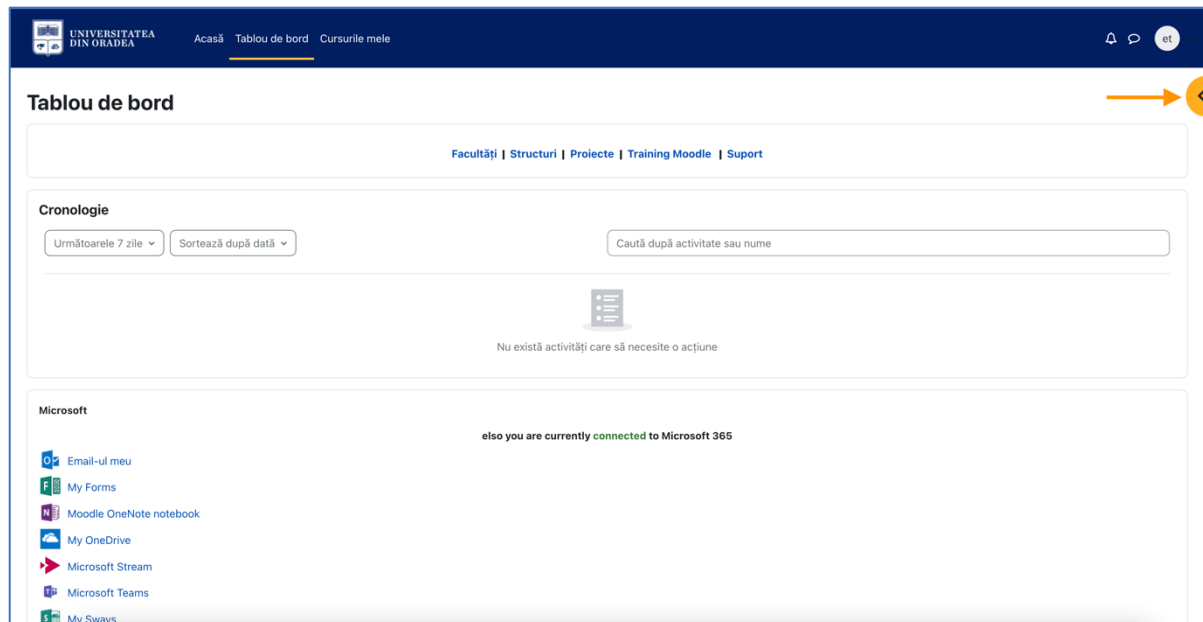 UNIVERSITATEA
DIN ORADEA
Acasă Tablou de bord Cursurile mele
et
Tablou de bord
Facultăți | Structuri | Proiecte | Training Moodle | Suport
Cronologie
Următoarele 7 zile Sortează după dată Caută după activitate sau nume
Nu există activități care să necesite o acțiune
Microsoft
elso you are currently connected to Microsoft 365
Email-ul meu
My Forms
Moodle OneNote notebook
My OneDrive
Microsoft Stream
Microsoft Teams
My Sways